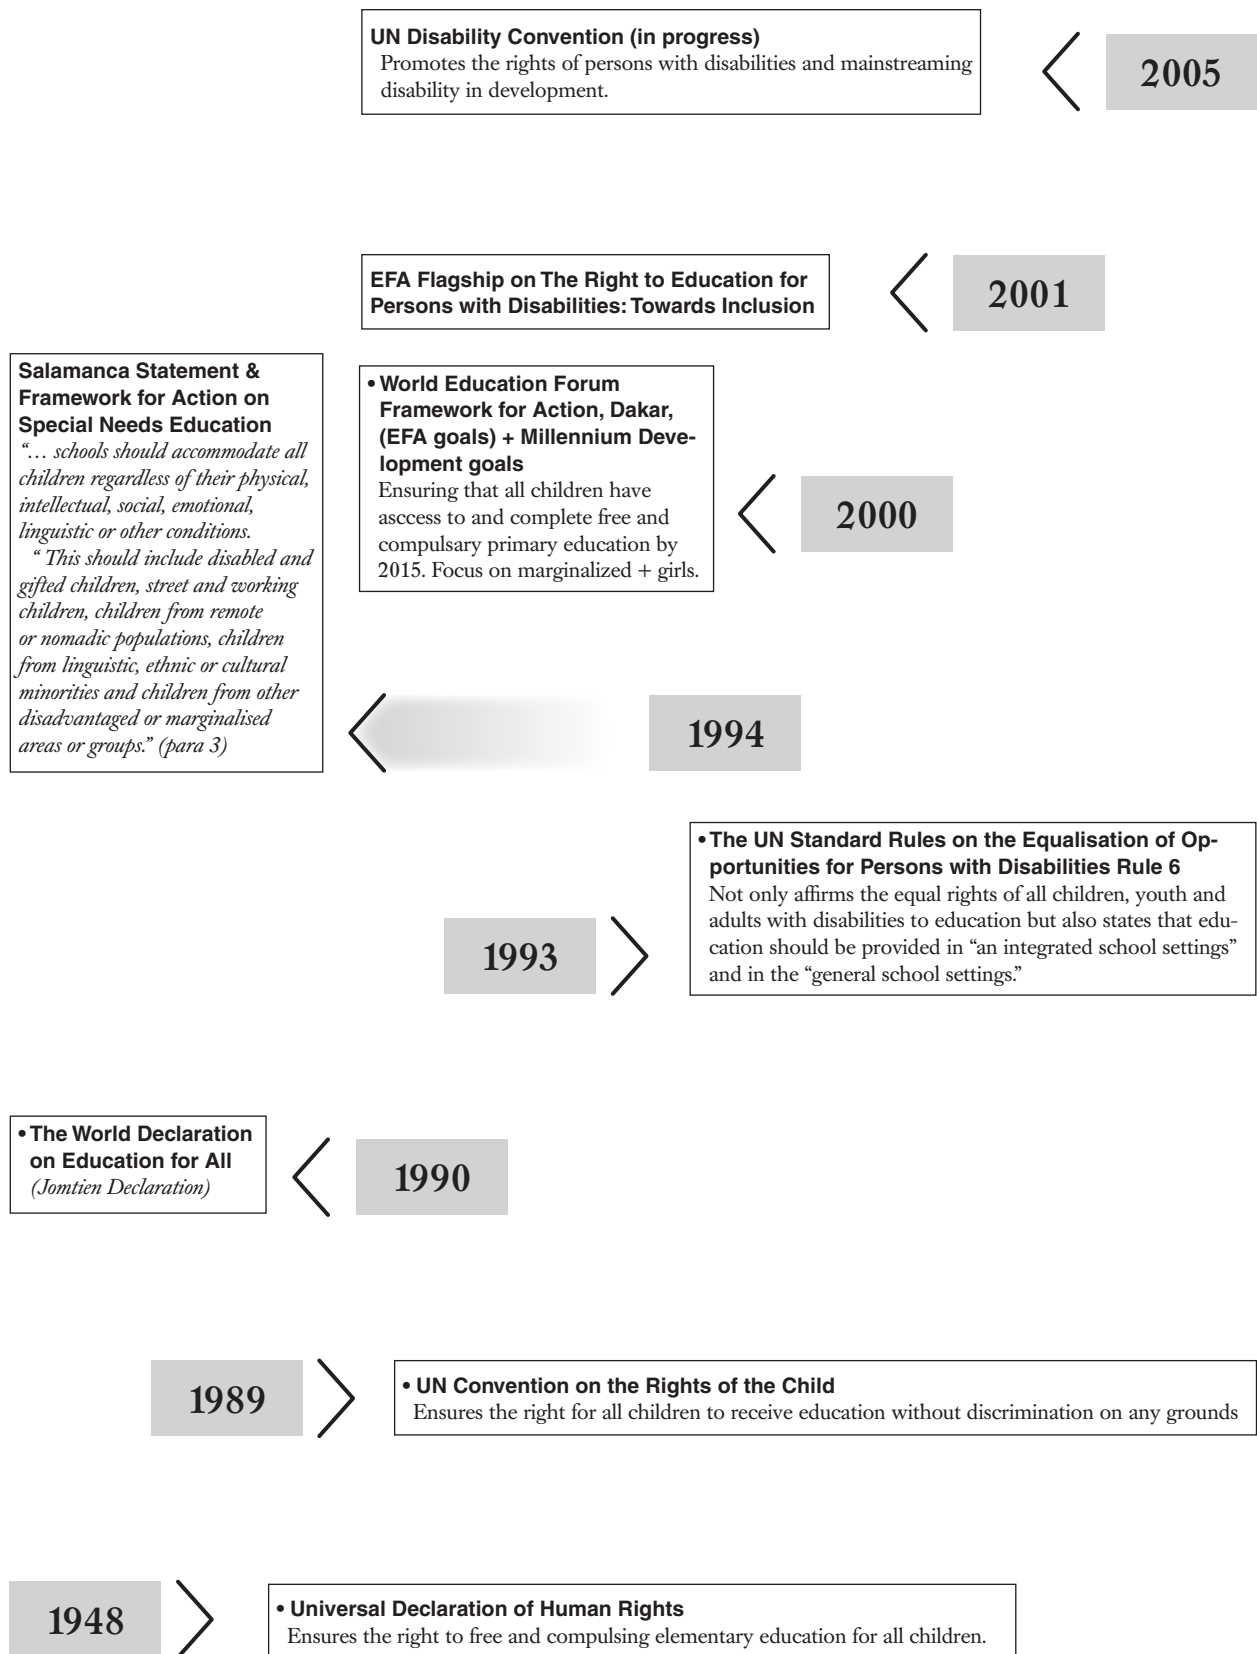 UN Disability Convention (in progress)
Promotes the rights of persons with disabilities and mainstreaming
disability in development.
2005
EFA Flagship on The Right to Education for
Persons with Disabilities: Towards Inclusion
2001
Salamanca Statement &
Framework for Action on
Special Needs Education
“… schools should accommodate all
children regardless of their physical,
intellectual, social, emotional,
linguistic or other conditions.
“ This should include disabled and
gifted children, street and working
children, children from remote
or nomadic populations, children
from linguistic, ethnic or cultural
minorities and children from other
disadvantaged or marginalised
areas or groups.” (para 3)
• World Education Forum
Framework for Action, Dakar,
(EFA goals) + Millennium Deve-
lopment goals
Ensuring that all children have
asccess to and complete free and
compulsary primary education by
2015. Focus on marginalized + girls.
2000
1994
• The UN Standard Rules on the Equalisation of Op-
portunities for Persons with Disabilities Rule 6
Not only affirms the equal rights of all children, youth and
adults with disabilities to education but also states that edu-
cation should be provided in “an integrated school settings”
and in the “general school settings.”
1993
• The World Declaration
on Education for All
(Jomtien Declaration)
1990
1989
• UN Convention on the Rights of the Child
Ensures the right for all children to receive education without discrimination on any grounds
1948
• Universal Declaration of Human Rights
Ensures the right to free and compulsing elementary education for all children.